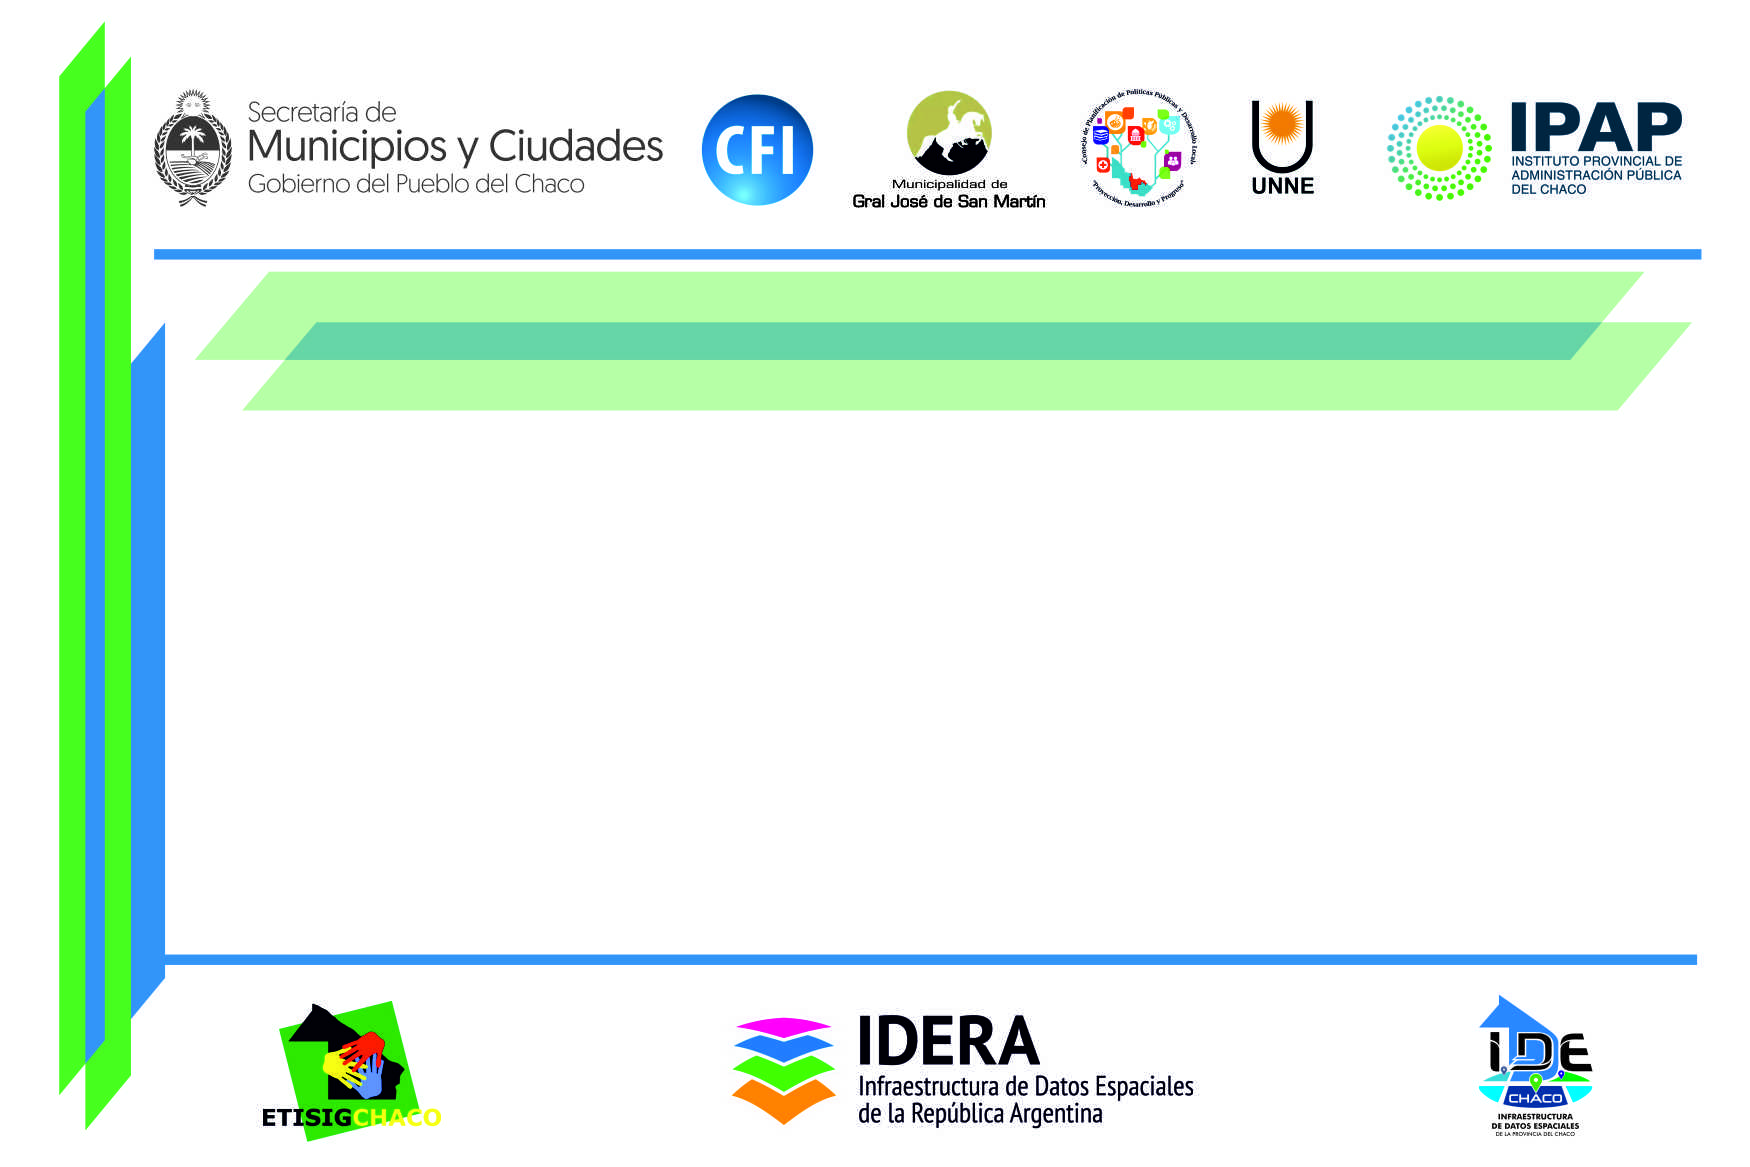 Secretaría de
Municipios y Ciudades
Gobierno del Pueblo del Chaco
CFI
Municipalidad de
Gral José de San Martín
"Consejo de Planificación de Políticas Públicas y Desarrollo Local"
"Proyección, Desarrollo y Progreso"
UNNE
IPAP
INSTITUTO PROVINCIAL DE
ADMINISTRACIÓN PÚBLICA
DEL CHACO
ETISIGCHACO
IDERA
Infraestructura de Datos Espaciales
de la República Argentina
IDE
CHACO
INFRAESTRUCTURA
DE DATOS ESPACIALES
DE LA PROVINCIA DEL CHACO